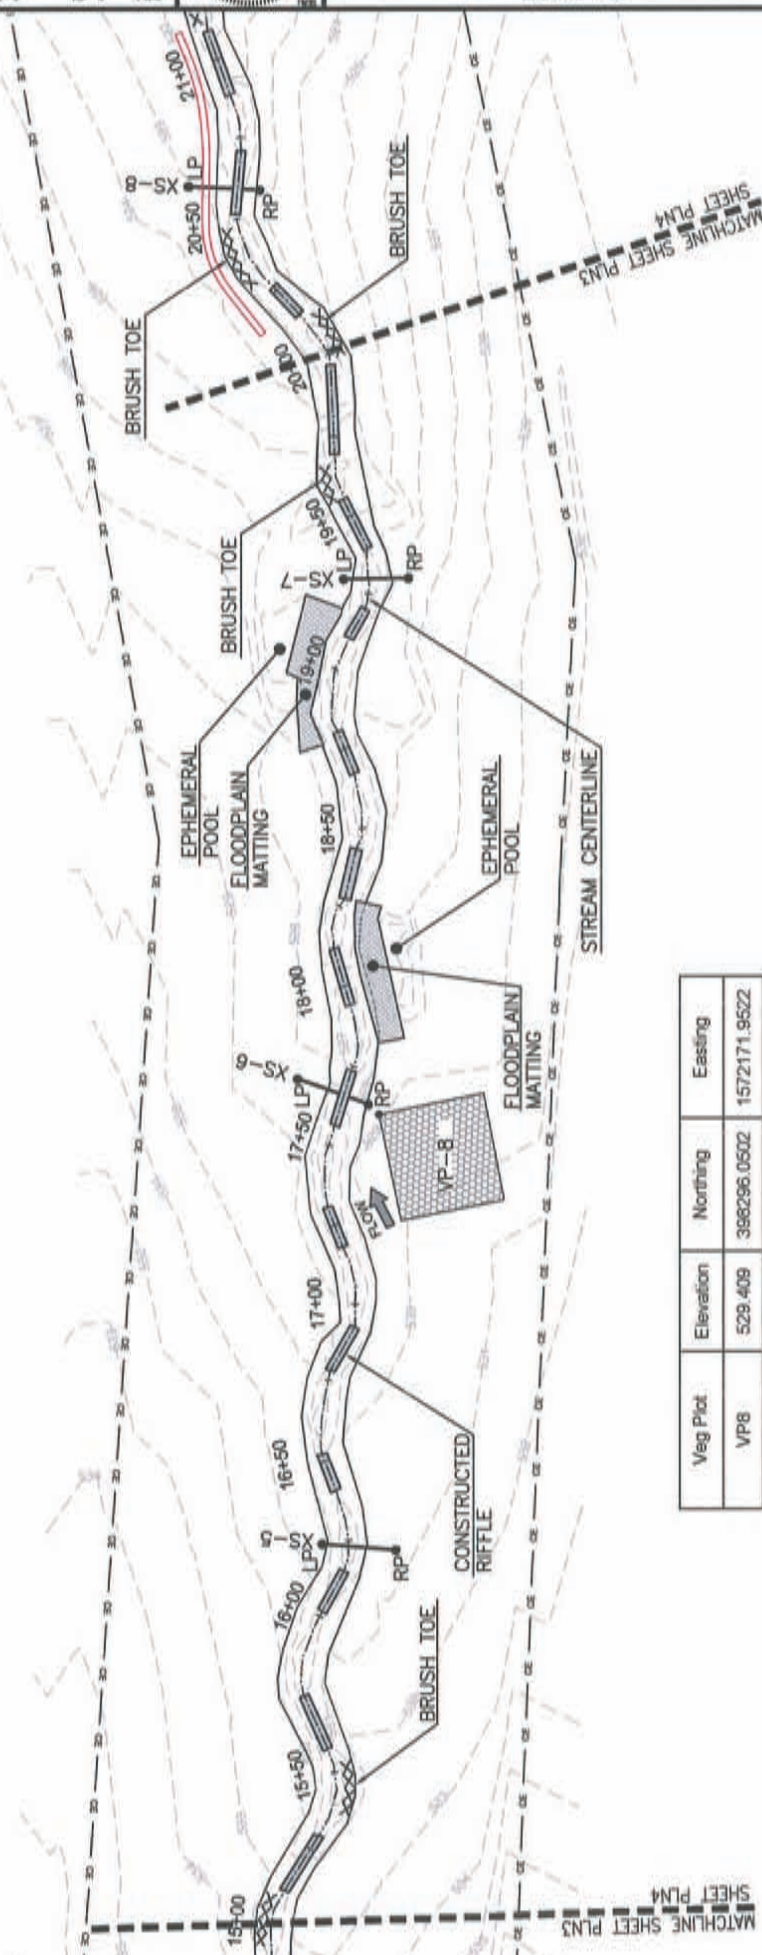 21+00
XS-8
LP
20+50
RP
BRUSH TOE
BRUSH TOE
MATCHLINE SHEET PLN3
SHEET PLN4
20+00
BRUSH TOE
19+50
XS-7
LP
RP
19+00
EPHEMERAL
POOL
FLOODPLAIN
MATTING
18+50
EPHEMERAL
POOL
STREAM CENTERLINE
18+00
FLOODPLAIN
MATTING
XS-6
LP
17+50
RP
VP-8
FLOW
17+00
CONSTRUCTED
RIFFLE
16+50
XS-5
LP
RP
16+00
BRUSH TOE
15+50
15+00
MATCHLINE SHEET PLN3
SHEET PLN4
Veg Plot Elevation Northing Easting
VP8 529.409 398296.0502 1572171.9522